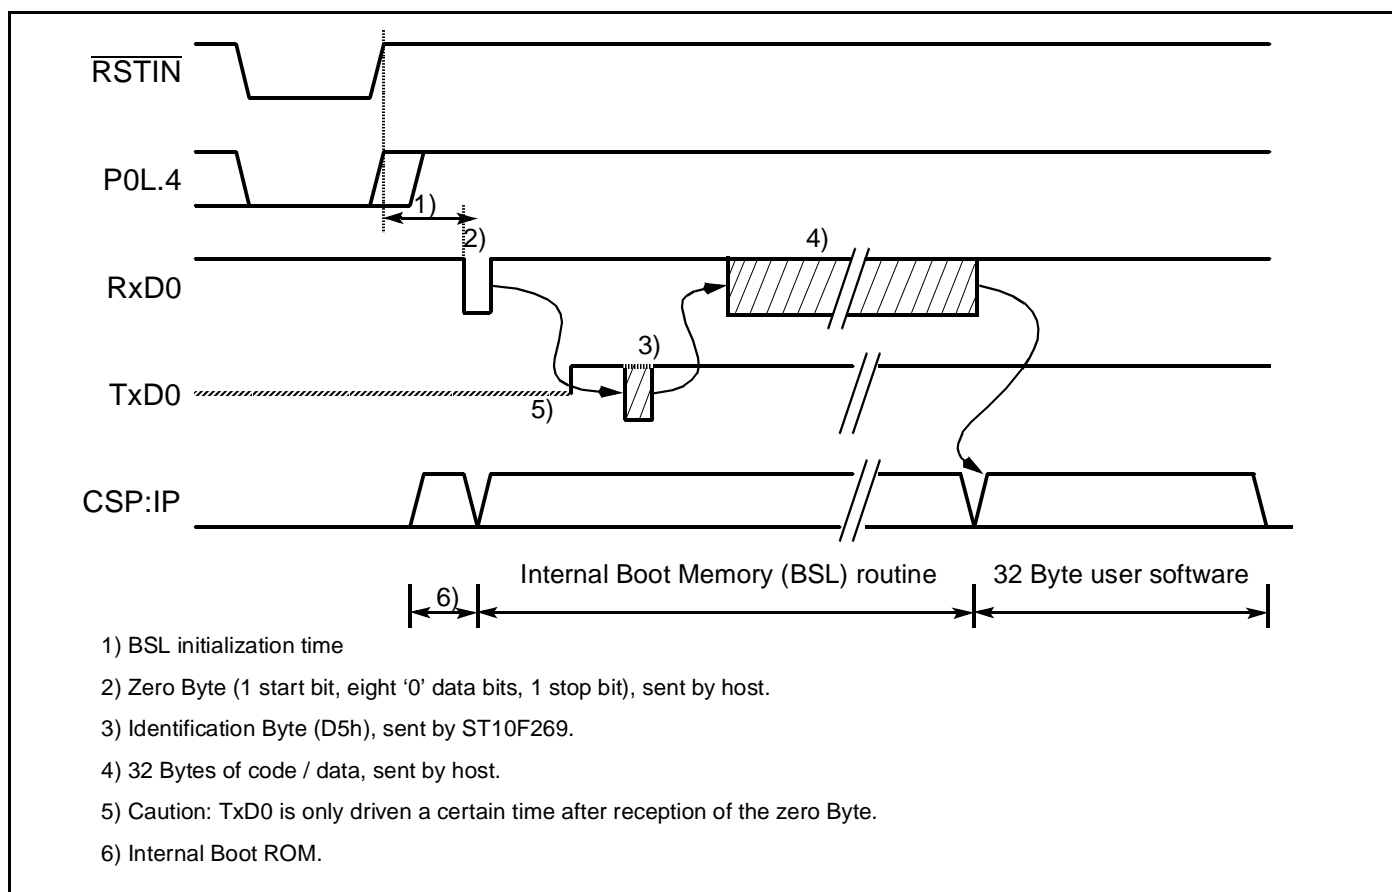 RSTIN
P0L.4
1)
2)
4)
RxD0
3)
TxD0
5)
CSP:IP
Internal Boot Memory (BSL) routine
32 Byte user software
6)
1) BSL initialization time
2) Zero Byte (1 start bit, eight ‘0’ data bits, 1 stop bit), sent by host.
3) Identification Byte (D5h), sent by ST10F269.
4) 32 Bytes of code / data, sent by host.
5) Caution: TxD0 is only driven a certain time after reception of the zero Byte.
6) Internal Boot ROM.